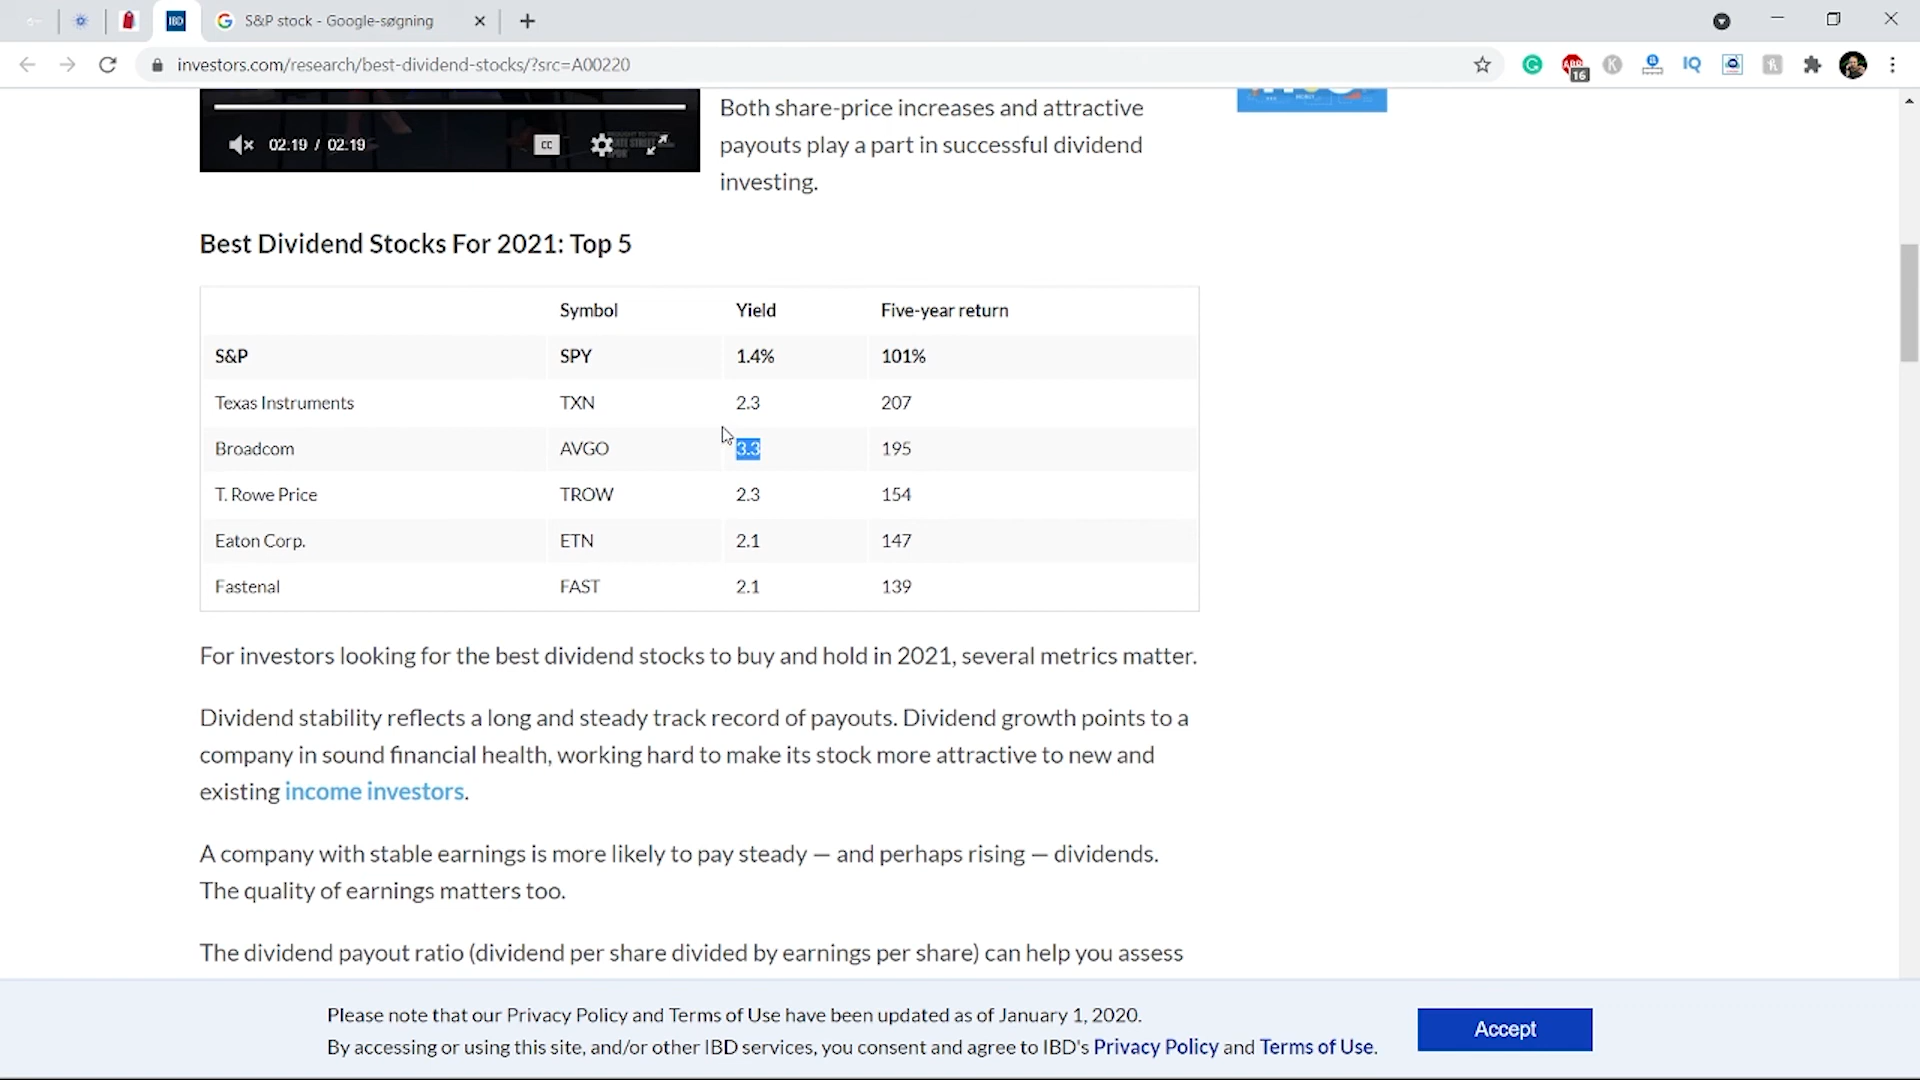 IBD
S&P stock - Google-søgning
investors.com/research/best-dividend-stocks/?src=A00220
ABP
16
K
IQ
02:19 / 02:19
CC
Both share-price increases and attractive
payouts play a part in successful dividend
investing.
Best Dividend Stocks For 2021: Top 5
Symbol Yield Five-year return
S&P SPY 1.4% 101%
Texas Instruments TXN 2.3 207
Broadcom AVGO 3.3 195
T. Rowe Price TROW 2.3 154
Eaton Corp. ETN 2.1 147
Fastenal FAST 2.1 139
For investors looking for the best dividend stocks to buy and hold in 2021, several metrics matter.
Dividend stability reflects a long and steady track record of payouts. Dividend growth points to a
company in sound financial health, working hard to make its stock more attractive to new and
existing income investors.
A company with stable earnings is more likely to pay steady — and perhaps rising — dividends.
The quality of earnings matters too.
The dividend payout ratio (dividend per share divided by earnings per share) can help you assess
Please note that our Privacy Policy and Terms of Use have been updated as of January 1, 2020.
By accessing or using this site, and/or other IBD services, you consent and agree to IBD's Privacy Policy and Terms of Use.
Accept